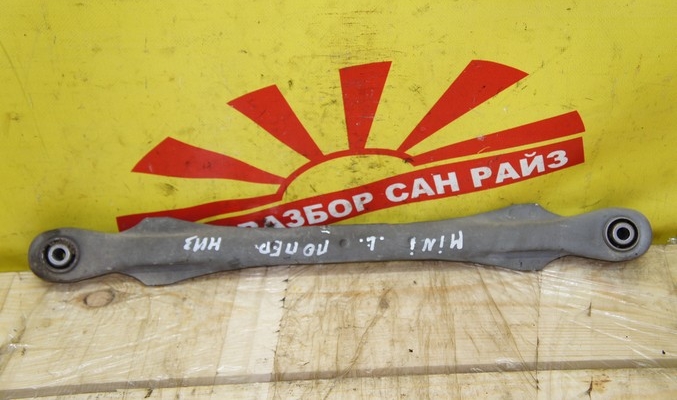 РАЗБОР САН РАЙЗ
MINI .L. ПОПЕР. НИЗ